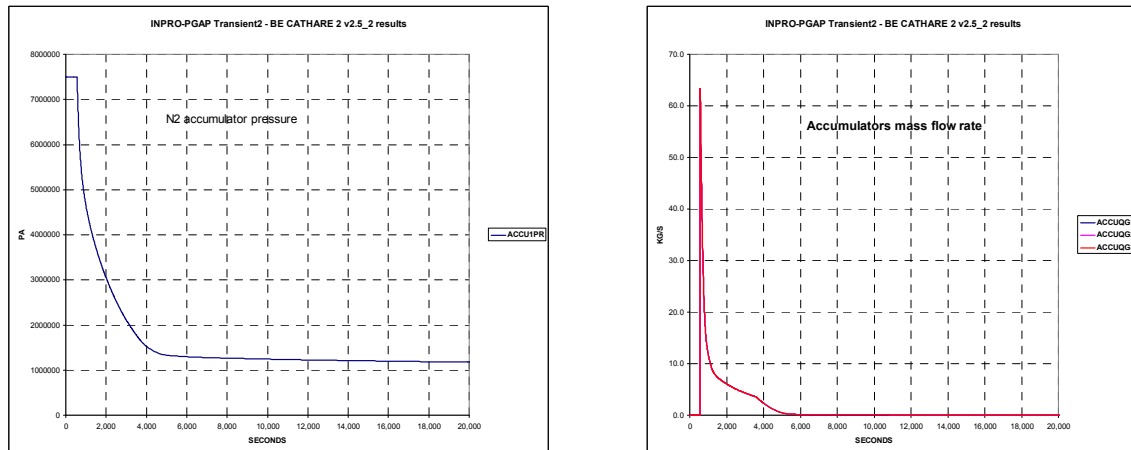 INPRO-PGAP Transient2 - BE CATHARE 2 v2.5_2 results
8000000
7000000
6000000
5000000
4000000
3000000
2000000
1000000
0
PA
N2 accumulator pressure
ACCU1PR
0 2,000 4,000 6,000 8,000 10,000 12,000 14,000 16,000 18,000 20,000
SECONDS
INPRO-PGAP Transient2 - BE CATHARE 2 v2.5_2 results
70.0
60.0
50.0
40.0
30.0
20.0
10.0
0.0
KG/S
Accumulators mass flow rate
ACCUQG
ACCUQG
ACCUQG
0 2,000 4,000 6,000 8,000 10,000 12,000 14,000 16,000 18,000 20,000
SECONDS